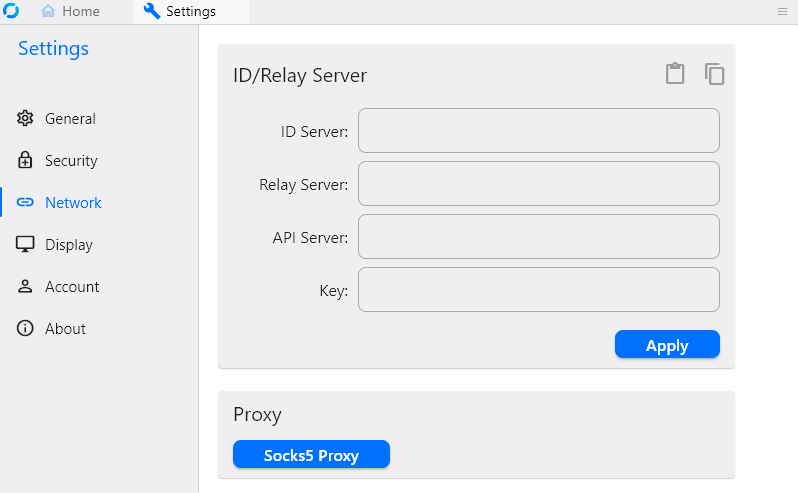 Home
Settings
Settings
General
Security
Network
Display
Account
About
ID/Relay Server
ID Server:
Relay Server:
API Server:
Key:
Apply
Proxy
Socks5 Proxy